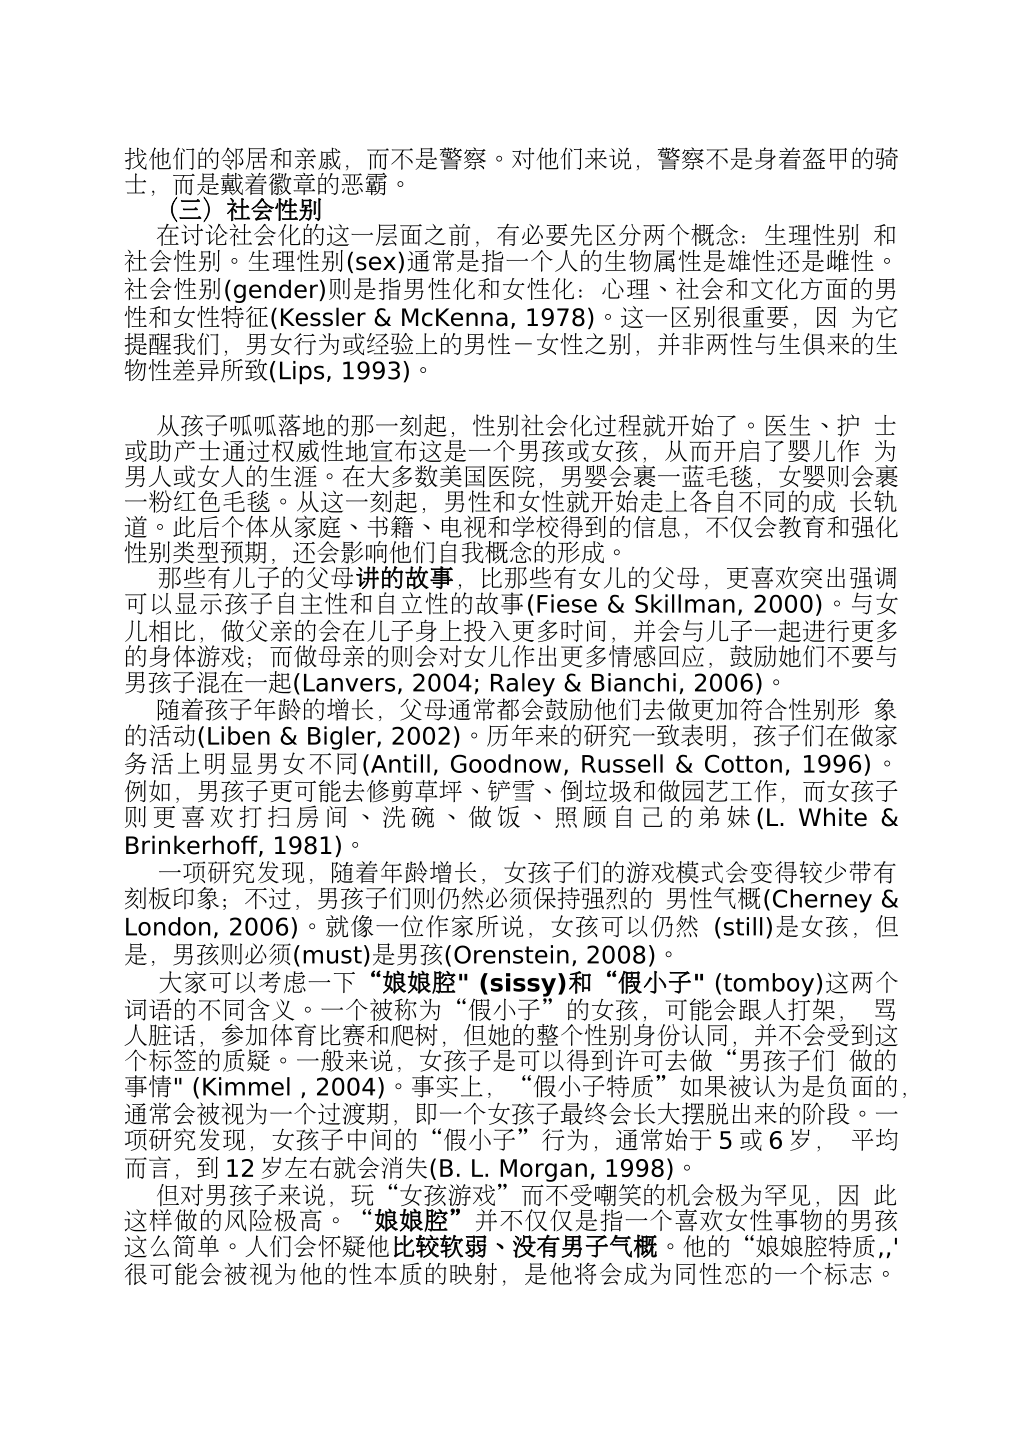 找他们的邻居和亲戚，而不是警察。对他们来说，警察不是身着盔甲的骑
士，而是戴着徽章的恶霸。
（三）社会性别
在讨论社会化的这一层面之前，有必要先区分两个概念：生理性别 和
社会性别。生理性别(sex)通常是指一个人的生物属性是雄性还是雌性。
社会性别(gender)则是指男性化和女性化：心理、社会和文化方面的男
性和女性特征(Kessler & McKenna, 1978)。这一区别很重要，因 为它
提醒我们，男女行为或经验上的男性－女性之别，并非两性与生俱来的生
物性差异所致(Lips, 1993)。
从孩子呱呱落地的那一刻起，性别社会化过程就开始了。医生、护 士
或助产士通过权威性地宣布这是一个男孩或女孩，从而开启了婴儿作 为
男人或女人的生涯。在大多数美国医院，男婴会裹一蓝毛毯，女婴则会裹
一粉红色毛毯。从这一刻起，男性和女性就开始走上各自不同的成 长轨
道。此后个体从家庭、书籍、电视和学校得到的信息，不仅会教育和强化
性别类型预期，还会影响他们自我概念的形成。
那些有儿子的父母讲的故事，比那些有女儿的父母，更喜欢突出强调
可以显示孩子自主性和自立性的故事(Fiese & Skillman, 2000)。与女
儿相比，做父亲的会在儿子身上投入更多时间，并会与儿子一起进行更多
的身体游戏；而做母亲的则会对女儿作出更多情感回应，鼓励她们不要与
男孩子混在一起(Lanvers, 2004; Raley & Bianchi, 2006)。
随着孩子年龄的增长，父母通常都会鼓励他们去做更加符合性别形 象
的活动(Liben & Bigler, 2002)。历年来的研究一致表明，孩子们在做家
务活上明显男女不同(Antill, Goodnow, Russell & Cotton, 1996)。
例如，男孩子更可能去修剪草坪、铲雪、倒垃圾和做园艺工作，而女孩子
则更喜欢打扫房间、洗碗、做饭、照顾自己的弟妹(L. White &
Brinkerhoff, 1981)。
一项研究发现，随着年龄增长，女孩子们的游戏模式会变得较少带有
刻板印象；不过，男孩子们则仍然必须保持强烈的 男性气概(Cherney &
London, 2006)。就像一位作家所说，女孩可以仍然 (still)是女孩，但
是，男孩则必须(must)是男孩(Orenstein, 2008)。
大家可以考虑一下“娘娘腔" (sissy)和“假小子" (tomboy)这两个
词语的不同含义。一个被称为“假小子”的女孩，可能会跟人打架， 骂
人脏话，参加体育比赛和爬树，但她的整个性别身份认同，并不会受到这
个标签的质疑。一般来说，女孩子是可以得到许可去做“男孩子们 做的
事情" (Kimmel , 2004)。事实上，“假小子特质”如果被认为是负面的，
通常会被视为一个过渡期，即一个女孩子最终会长大摆脱出来的阶段。一
项研究发现，女孩子中间的“假小子”行为，通常始于 5 或 6 岁， 平均
而言，到 12 岁左右就会消失(B. L. Morgan, 1998)。
但对男孩子来说，玩“女孩游戏”而不受嘲笑的机会极为罕见，因 此
这样做的风险极高。“娘娘腔”并不仅仅是指一个喜欢女性事物的男孩
这么简单。人们会怀疑他比较软弱、没有男子气概。他的“娘娘腔特质,,'
很可能会被视为他的性本质的映射，是他将会成为同性恋的一个标志。